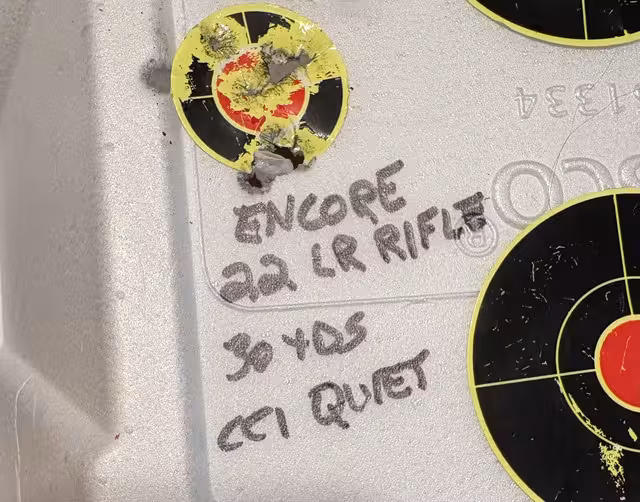 ENCORE
22 LR RIFLE
30 YDS
CCI QUIET